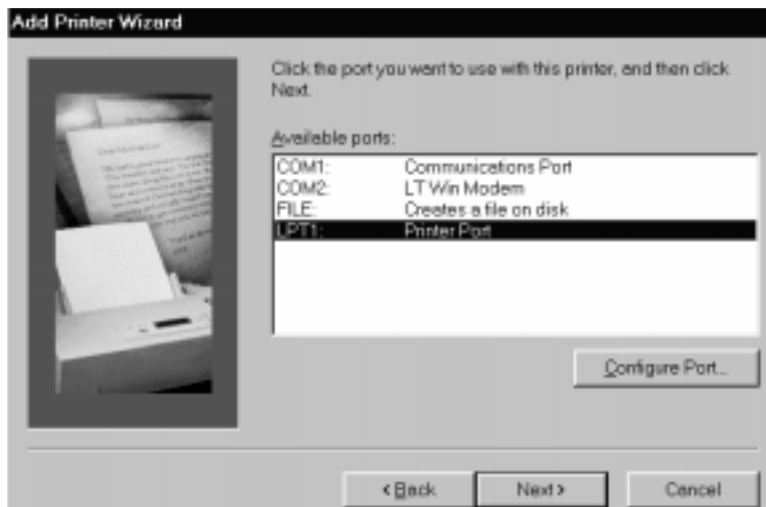 Add Printer Wizard
Click the port you want to use with this printer, and then click
Next.
Available ports:
COM1: Communications Port
COM2: LT Win Modem
FILE: Creates a file on disk
LPT1: Printer Port
Configure Port...
< Back
Next >
Cancel